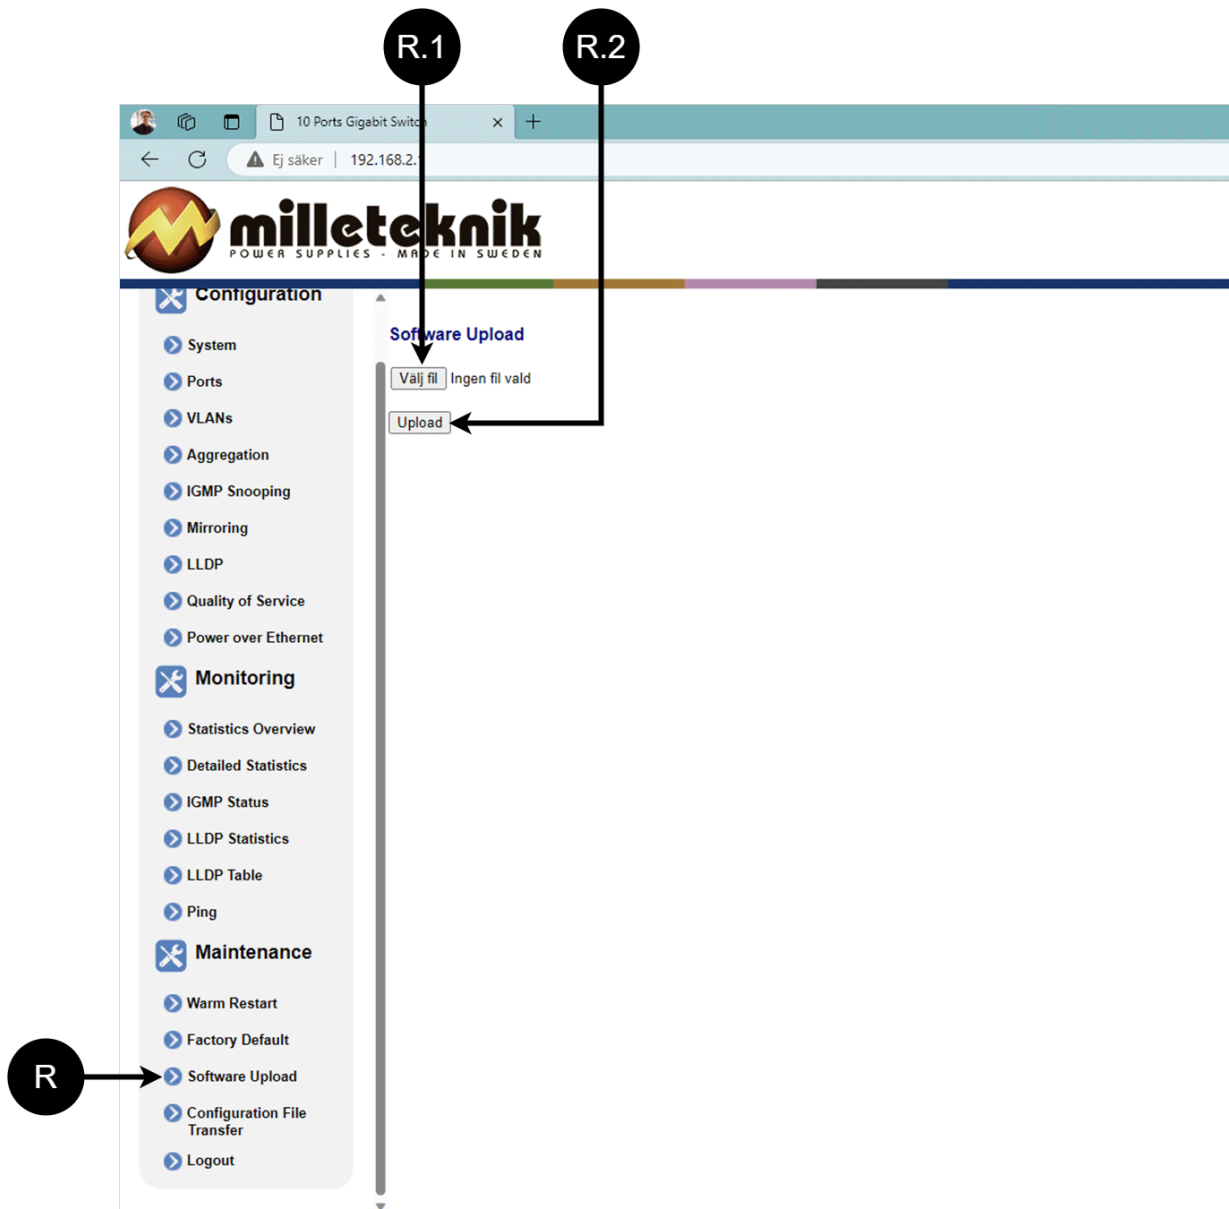 R.1
R.2
10 Ports Gigabit Switch
Ej säker
192.168.2.1
milleteknik
POWER SUPPLIES - MADE IN SWEDEN
Configuration
System
Ports
VLANs
Aggregation
IGMP Snooping
Mirroring
LLDP
Quality of Service
Power over Ethernet
Monitoring
Statistics Overview
Detailed Statistics
IGMP Status
LLDP Statistics
LLDP Table
Ping
Maintenance
Warm Restart
Factory Default
R
Software Upload
Configuration File
Transfer
Logout
Software Upload
Välj fil Ingen fil vald
Upload